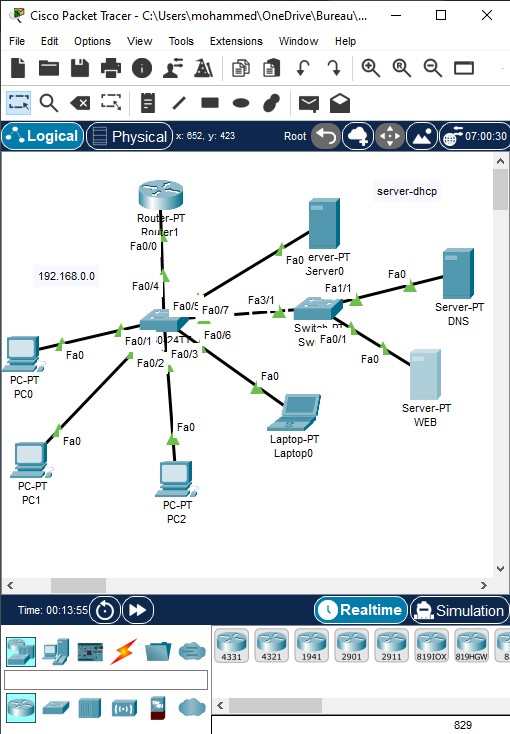 Cisco Packet Tracer - C:\Users\mohammed\OneDrive\Bureau\...
File Edit Options View Tools Extensions Window Help
Logical Physical x: 652, y: 423 Root 07:00:30
server-dhcp
Router-PT
Router1
Fa0/0
erver-PT
Server0
Fa0
192.168.0.0
Fa0/4
Fa1/1
Fa0
Fa0/5
Fa0/7
Fa3/1
Server-PT
DNS
Switch-PT
Fa0/6
Fa0/1
Fa0/1
Fa0/2
Fa0/3
Fa0
PC-PT
PC0
Fa0
Server-PT
WEB
Fa0
Fa0
Fa0
Laptop-PT
Laptop0
PC-PT
PC1
PC-PT
PC2
Time: 00:13:55 Realtime Simulation
4331 4321 1941 2901 2911 819IOX 819HGW
829